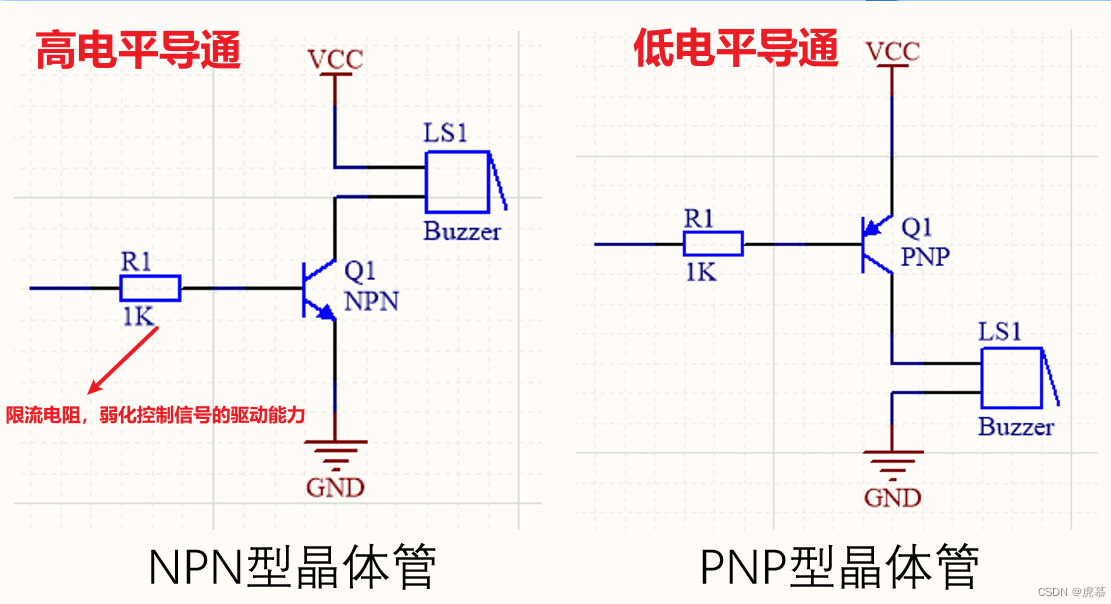 高电平导通
VCC
LS1
Buzzer
R1
1K
Q1
NPN
限流电阻，弱化控制信号的驱动能力
GND
NPN型晶体管
低电平导通
VCC
R1
1K
Q1
PNP
LS1
Buzzer
GND
PNP型晶体管
CSDN @虎慕